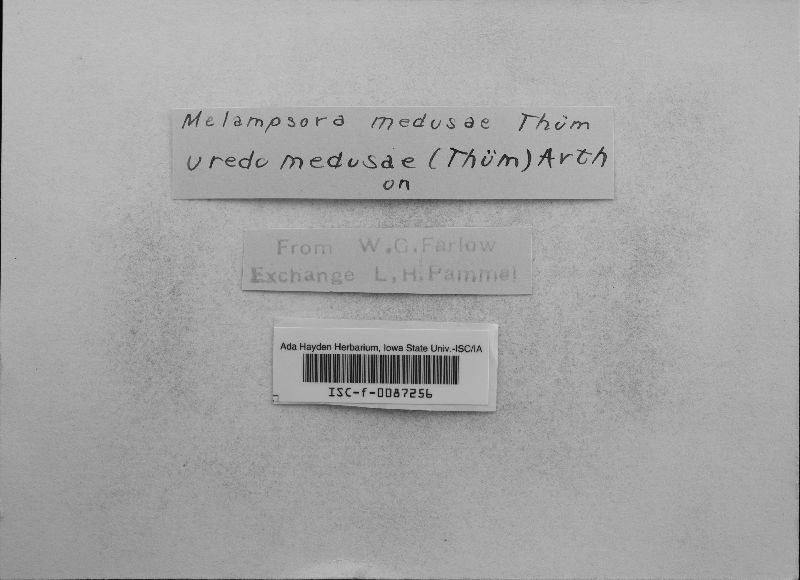 Melampsora medusae Thüm
Uredo medusae (Thüm) Arth
on
From W.G.Farlow
Exchange L,H.Pammel
Ada Hayden Herbarium, Iowa State Univ.-ISC/IA
ISC-f-0087256